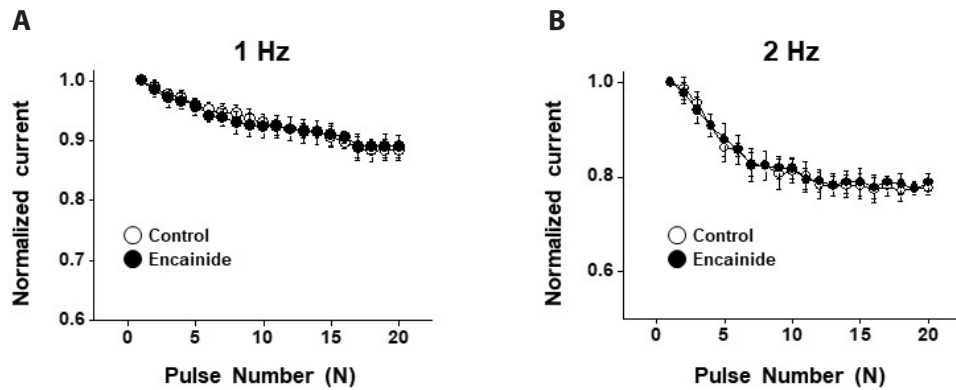 A
1 Hz
Normalized current
1.0
0.9
0.8
0.7
0.6
Control
Encainide
0 5 10 15 20
Pulse Number (N)
B
2 Hz
Normalized current
1.0
0.8
0.6
Control
Encainide
0 5 10 15 20
Pulse Number (N)